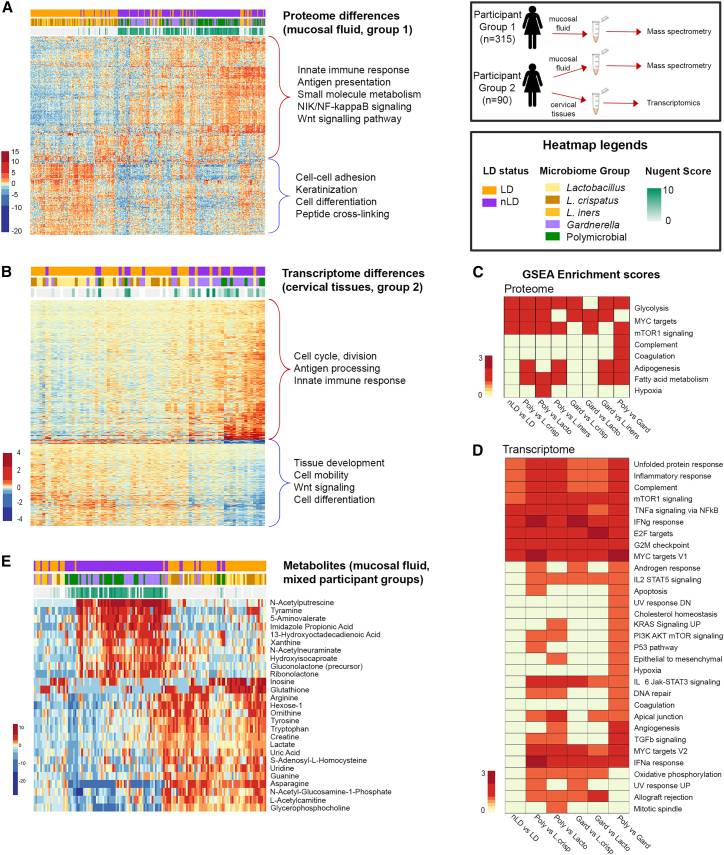 A
Proteome differences
(mucosal fluid, group 1)
Innate immune response
Antigen presentation
Small molecule metabolism
NIK/NF-kappaB signaling
Wnt signalling pathway
Cell-cell adhesion
Keratinization
Cell differentiation
Peptide cross-linking
15
10
5
0
-5
-10
-15
-20
Participant
Group 1
(n=315)
mucosal
fluid
Mass spectrometry
Participant
Group 2
(n=90)
mucosal
fluid
Mass spectrometry
cervical
tissues
Transcriptomics
Heatmap legends
LD status
LD
nLD
Microbiome Group
Lactobacillus
L. crispatus
L. iners
Gardnerella
Polymicrobial
Nugent Score
10
0
B
Transcriptome differences
(cervical tissues, group 2)
Cell cycle, division
Antigen processing
Innate immune response
Tissue development
Cell mobility
Wnt signaling
Cell differentiation
4
2
0
-2
-4
C
GSEA Enrichment scores
Proteome
Glycolysis
MYC targets
mTOR1 signaling
Complement
Coagulation
Adipogenesis
Fatty acid metabolism
Hypoxia
3
0
nLD vs LD
Poly vs L.crisp
Poly vs Lacto
Poly vs L.iners
Gard vs L.crisp
Gard vs Lacto
Gard vs L.iners
Poly vs Gard
D
Transcriptome
Unfolded protein response
Inflammatory response
Complement
mTOR1 signaling
TNFa signaling via NFkB
IFNg response
E2F targets
G2M checkpoint
MYC targets V1
Androgen response
IL2 STAT5 signaling
Apoptosis
UV response DN
Cholesterol homeostasis
KRAS Signaling UP
PI3K AKT mTOR signaling
P53 pathway
Epithelial to mesenchymal
Hypoxia
IL 6 Jak-STAT3 signaling
DNA repair
Coagulation
Apical junction
Angiogenesis
TGFb signaling
MYC targets V2
IFNa response
Oxidative phosphorylation
UV response UP
Allograft rejection
Mitotic spindle
3
0
nLD vs LD
Poly vs L.crisp
Poly vs Lacto
Gard vs L.crisp
Gard vs Lacto
Poly vs Gard
E
Metabolites (mucosal fluid,
mixed participant groups)
N-Acetylputrescine
Tyramine
5-Aminovalerate
Imidazole Propionic Acid
13-Hydroxyoctadecadienoic Acid
Xanthine
N-Acetylneuraminate
Hydroxyisocaproate
Gluconolactone (precursor)
Ribonolactone
Inosine
Glutathione
Arginine
Hexose-1
Ornithine
Tyrosine
Tryptophan
Creatine
Lactate
Uric Acid
S-Adenosyl-L-Homocysteine
Uridine
Guanine
Asparagine
N-Acetyl-Glucosamine-1-Phosphate
L-Acetylcarnitine
Glycerophosphocholine
10
0
-10
-20